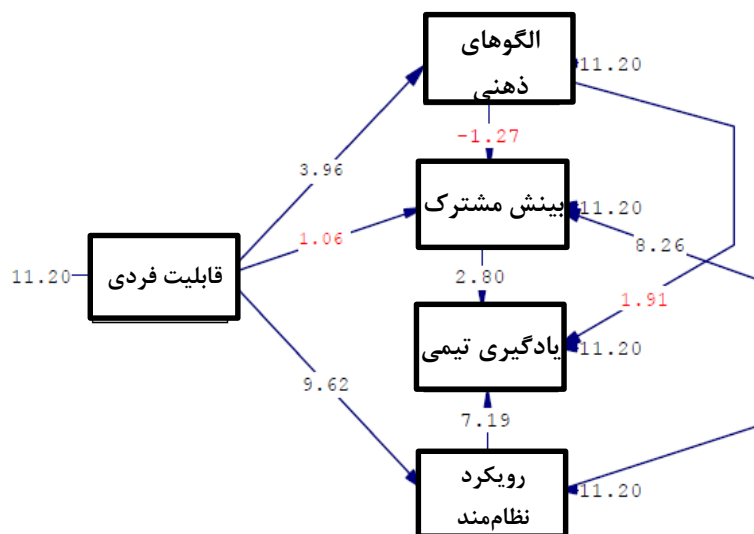 الگوهای
ذهنی
11.20
-1.27
3.96
بینش مشترک
11.20
1.06
8.26
قابلیت فردی
11.20
2.80
1.91
یادگیری تیمی
11.20
9.62
7.19
رویکرد
نظام‌مند
11.20